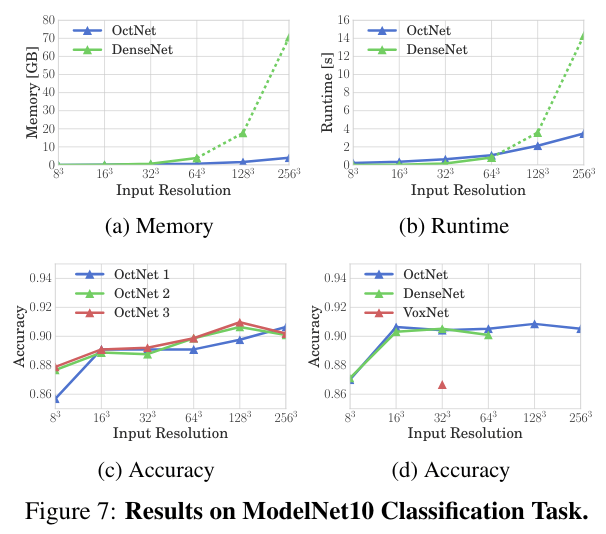 80
70
60
50
40
30
20
10
0
Memory [GB]
OctNet
DenseNet
8³ 16³ 32³ 64³ 128³ 256³
Input Resolution
(a) Memory
16
14
12
10
8
6
4
2
0
Runtime [s]
OctNet
DenseNet
8³ 16³ 32³ 64³ 128³ 256³
Input Resolution
(b) Runtime
0.94
0.92
0.90
0.88
0.86
Accuracy
OctNet 1
OctNet 2
OctNet 3
8³ 16³ 32³ 64³ 128³ 256³
Input Resolution
(c) Accuracy
0.94
0.92
0.90
0.88
0.86
Accuracy
OctNet
DenseNet
VoxNet
8³ 16³ 32³ 64³ 128³ 256³
Input Resolution
(d) Accuracy
Figure 7: Results on ModelNet10 Classification Task.